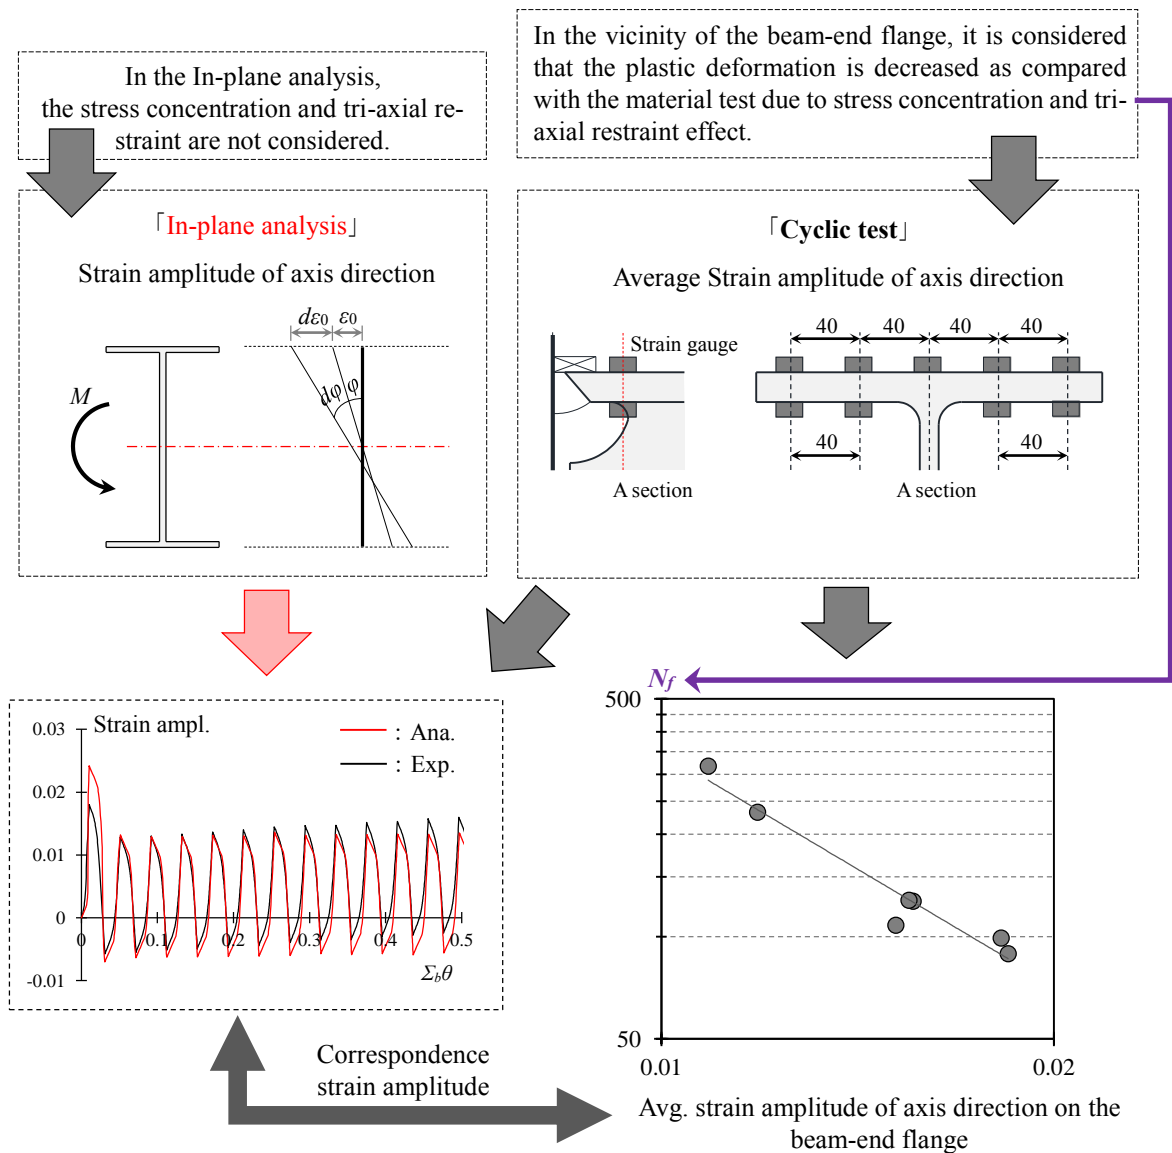 In the In-plane analysis,
the stress concentration and tri-axial re-
straint are not considered.
In the vicinity of the beam-end flange, it is considered
that the plastic deformation is decreased as compared
with the material test due to stress concentration and tri-
axial restraint effect.
「In-plane analysis」
Strain amplitude of axis direction
dε0 ε0
M
dφ φ
「Cyclic test」
Average Strain amplitude of axis direction
40 40 40 40
Strain gauge
40 40
A section A section
Strain ampl.
: Ana.
: Exp.
0.03
0.02
0.01
0
-0.01
0 0.1 0.2 0.3 0.4 0.5
Σbθ
Nf
500
50
0.01 0.02
Avg. strain amplitude of axis direction on the
beam-end flange
Correspondence
strain amplitude